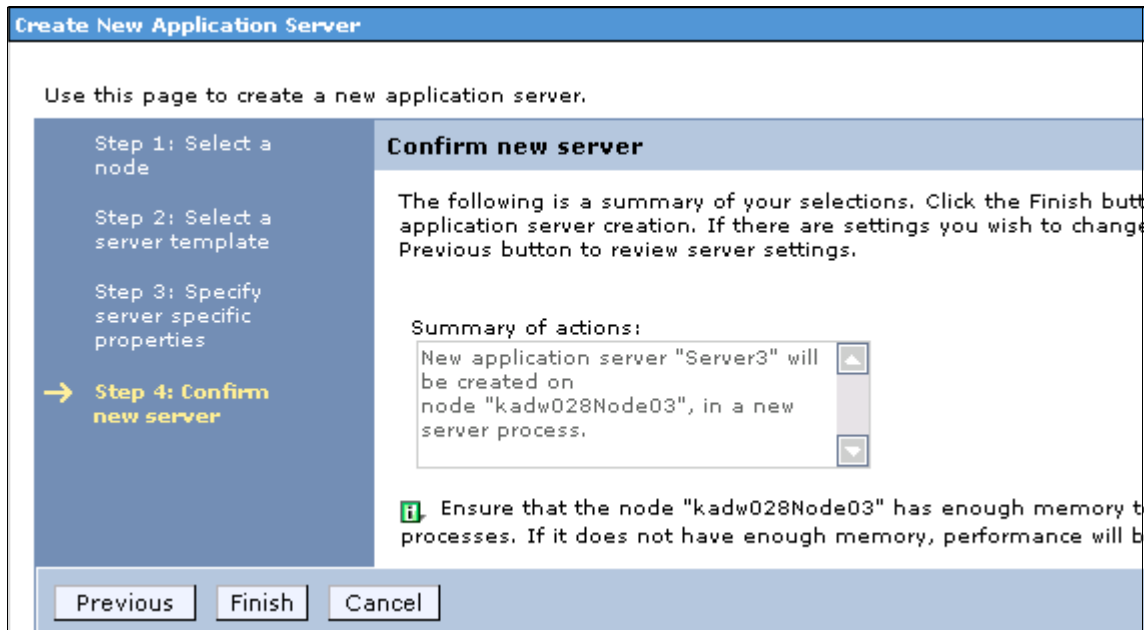 Create New Application Server
Use this page to create a new application server.
Step 1: Select a
node
Step 2: Select a
server template
Step 3: Specify
server specific
properties
Step 4: Confirm
new server
Confirm new server
The following is a summary of your selections. Click the Finish butt
application server creation. If there are settings you wish to change
Previous button to review server settings.
Summary of actions:
New application server "Server3" will
be created on
node "kadw028Node03", in a new
server process.
Ensure that the node "kadw028Node03" has enough memory t
processes. If it does not have enough memory, performance will b
Previous Finish Cancel